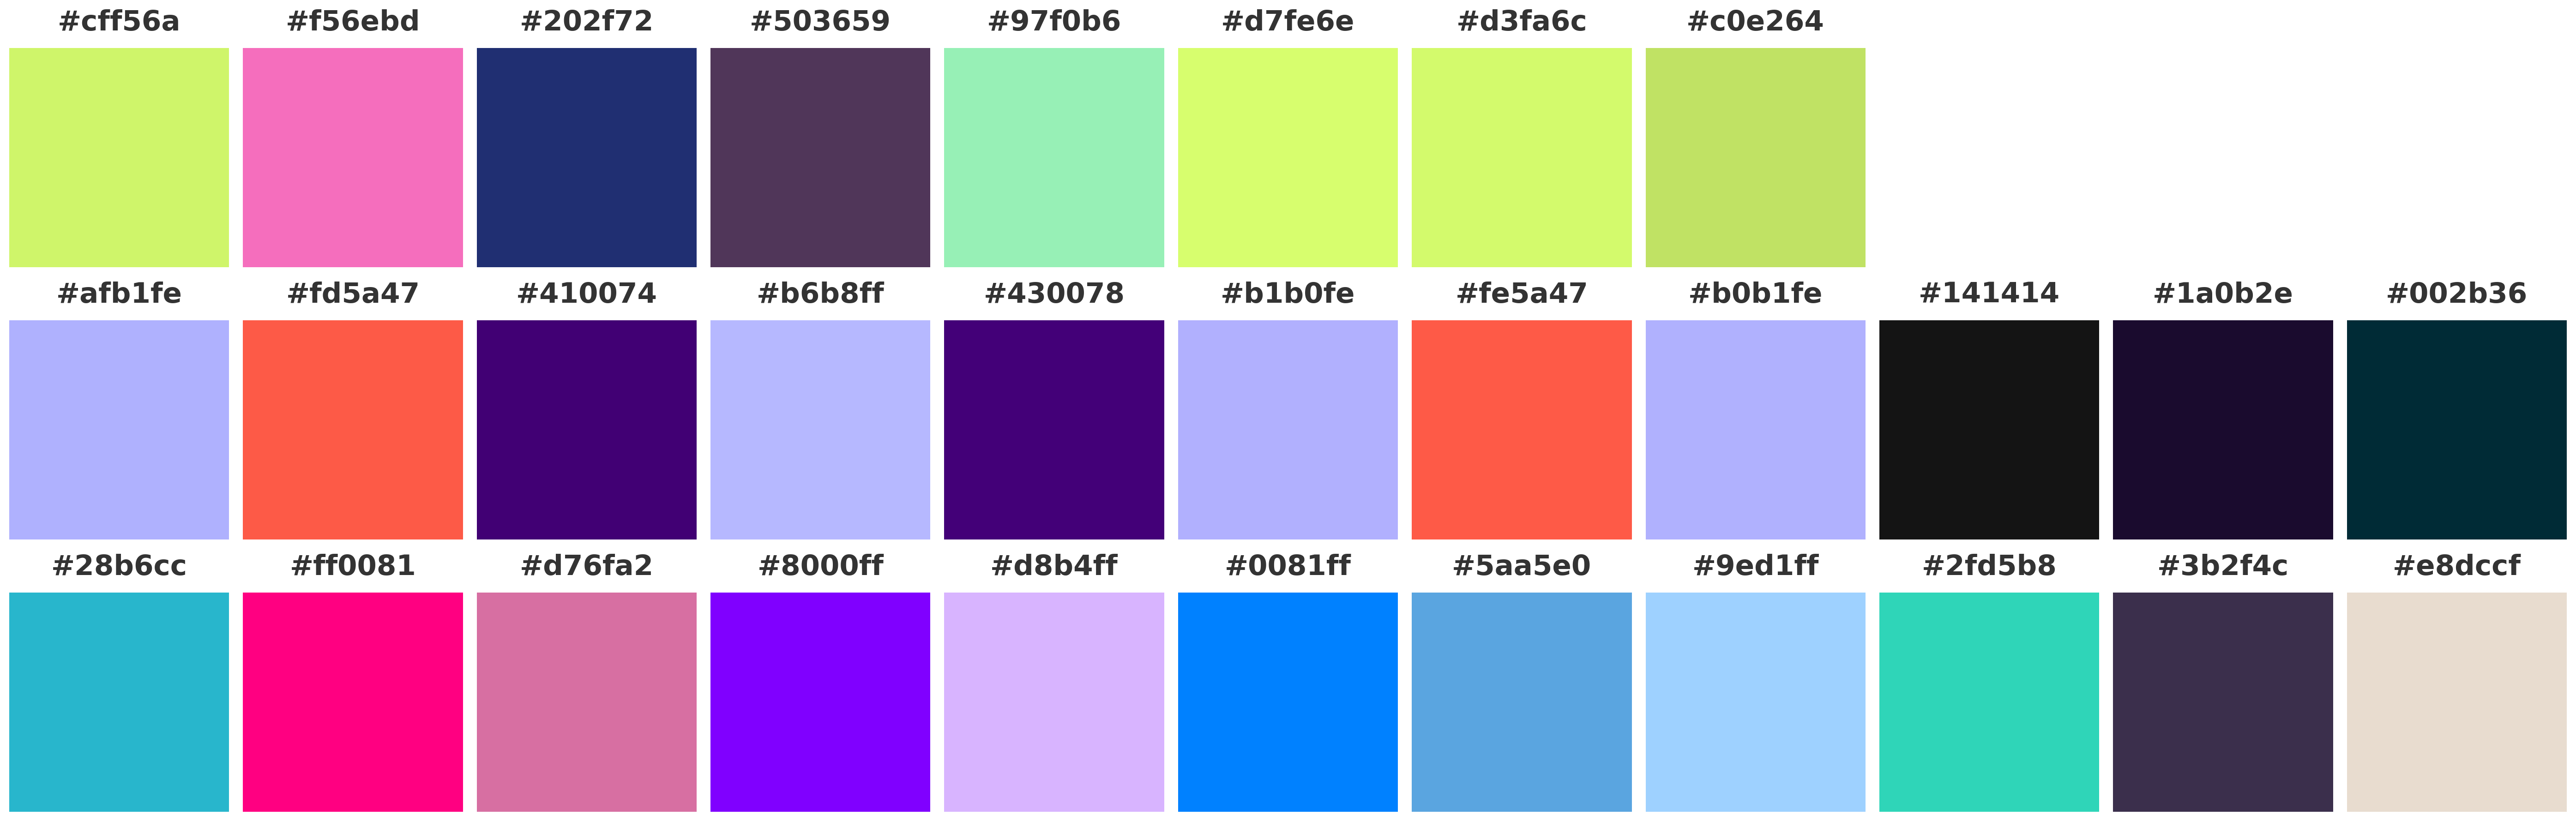 #cff56a #f56ebd #202f72 #503659 #97f0b6 #d7fe6e #d3fa6c #c0e264
#afb1fe #fd5a47 #410074 #b6b8ff #430078 #b1b0fe #fe5a47 #b0b1fe #141414 #1a0b2e #002b36
#28b6cc #ff0081 #d76fa2 #8000ff #d8b4ff #0081ff #5aa5e0 #9ed1ff #2fd5b8 #3b2f4c #e8dccf